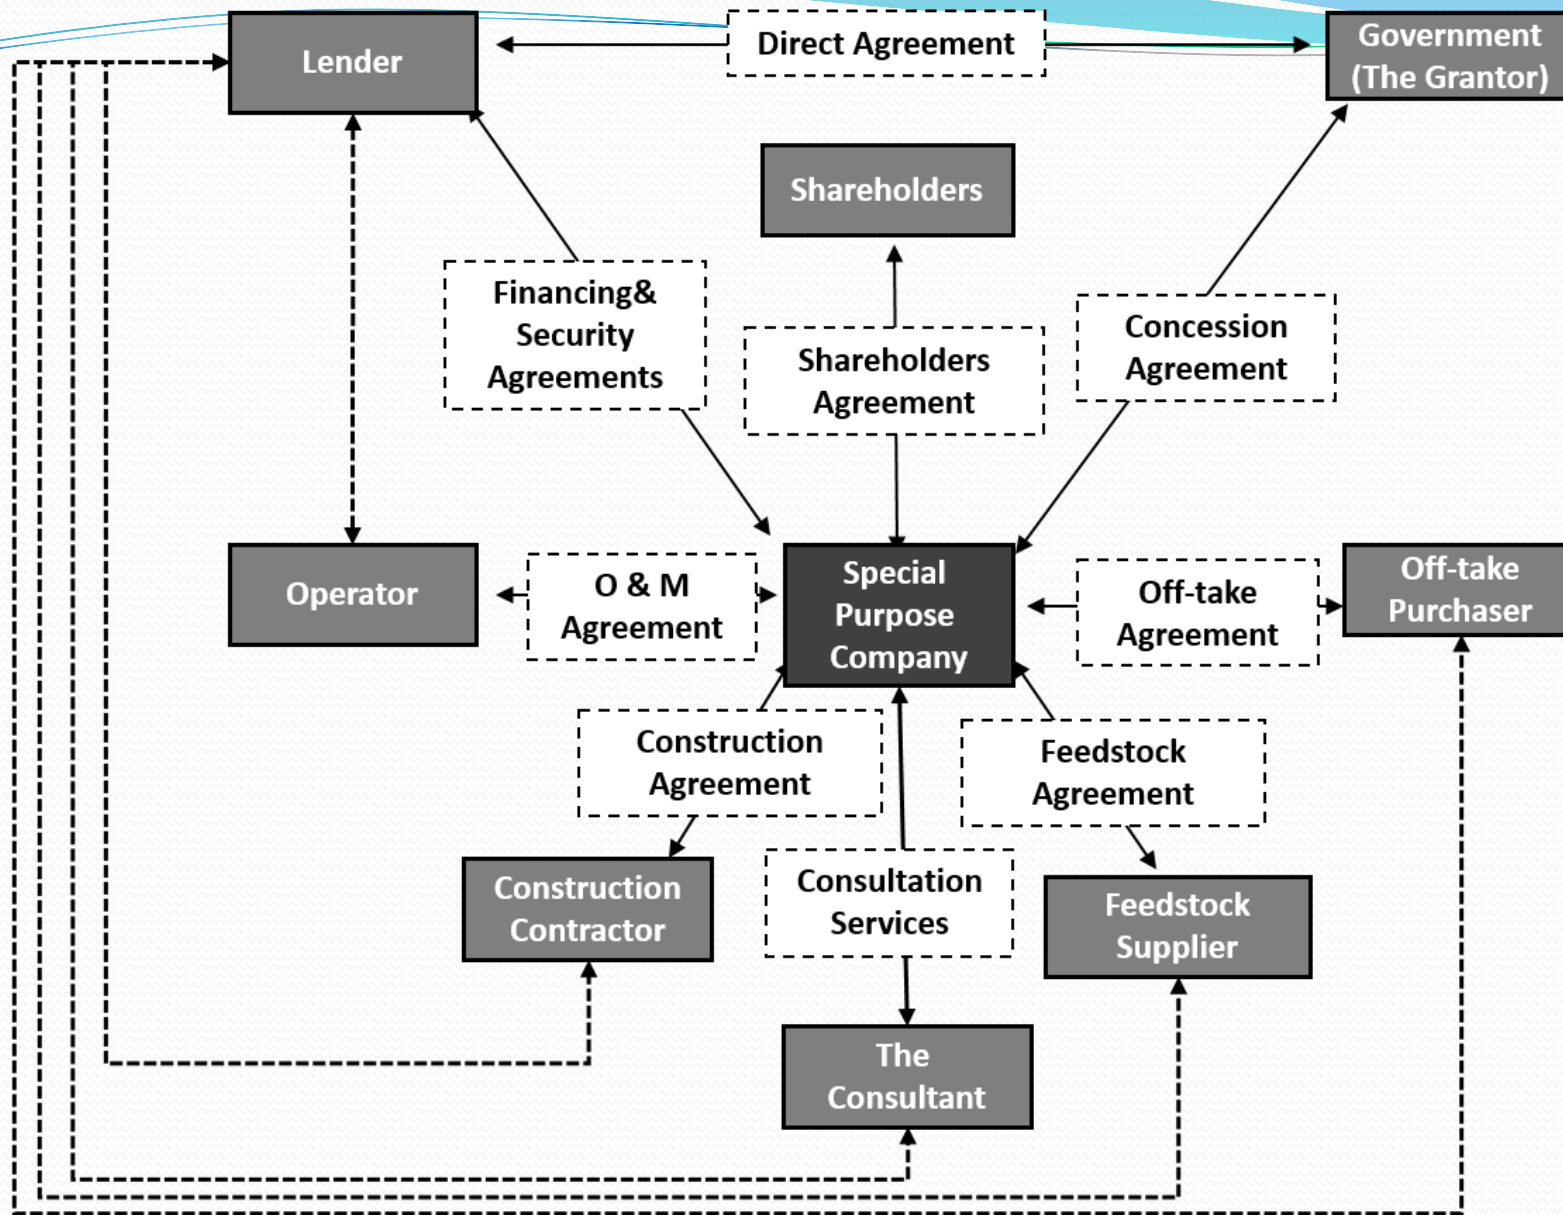 Lender
Direct Agreement
Government
(The Grantor)
Shareholders
Financing&
Security
Agreements
Shareholders
Agreement
Concession
Agreement
Operator
O & M
Agreement
Special
Purpose
Company
Off-take
Agreement
Off-take
Purchaser
Construction
Agreement
Feedstock
Agreement
Construction
Contractor
Consultation
Services
Feedstock
Supplier
The
Consultant